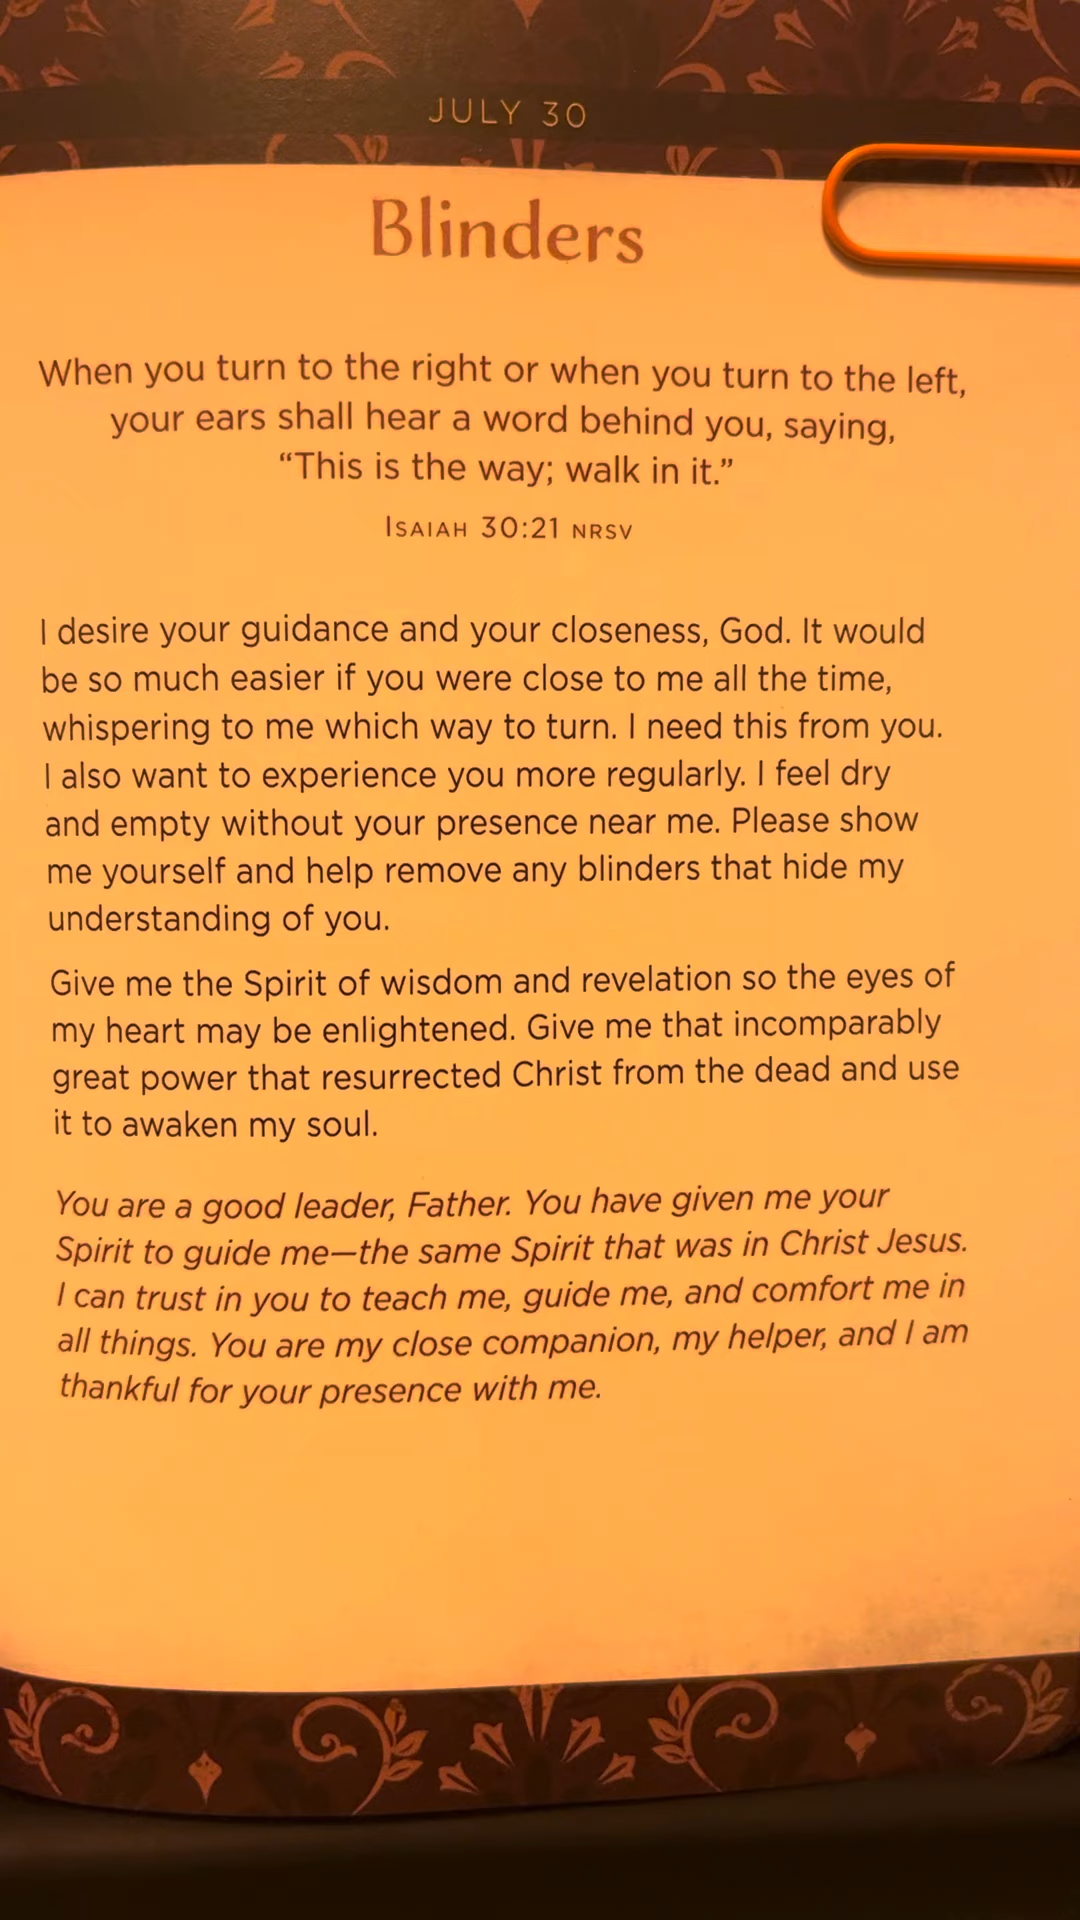 JULY 30
Blinders
When you turn to the right or when you turn to the left,
your ears shall hear a word behind you, saying,
“This is the way; walk in it.”
Isaiah 30:21 NRSV
I desire your guidance and your closeness, God. It would
be so much easier if you were close to me all the time,
whispering to me which way to turn. I need this from you.
I also want to experience you more regularly. I feel dry
and empty without your presence near me. Please show
me yourself and help remove any blinders that hide my
understanding of you.
Give me the Spirit of wisdom and revelation so the eyes of
my heart may be enlightened. Give me that incomparably
great power that resurrected Christ from the dead and use
it to awaken my soul.
You are a good leader, Father. You have given me your
Spirit to guide me—the same Spirit that was in Christ Jesus.
I can trust in you to teach me, guide me, and comfort me in
all things. You are my close companion, my helper, and I am
thankful for your presence with me.